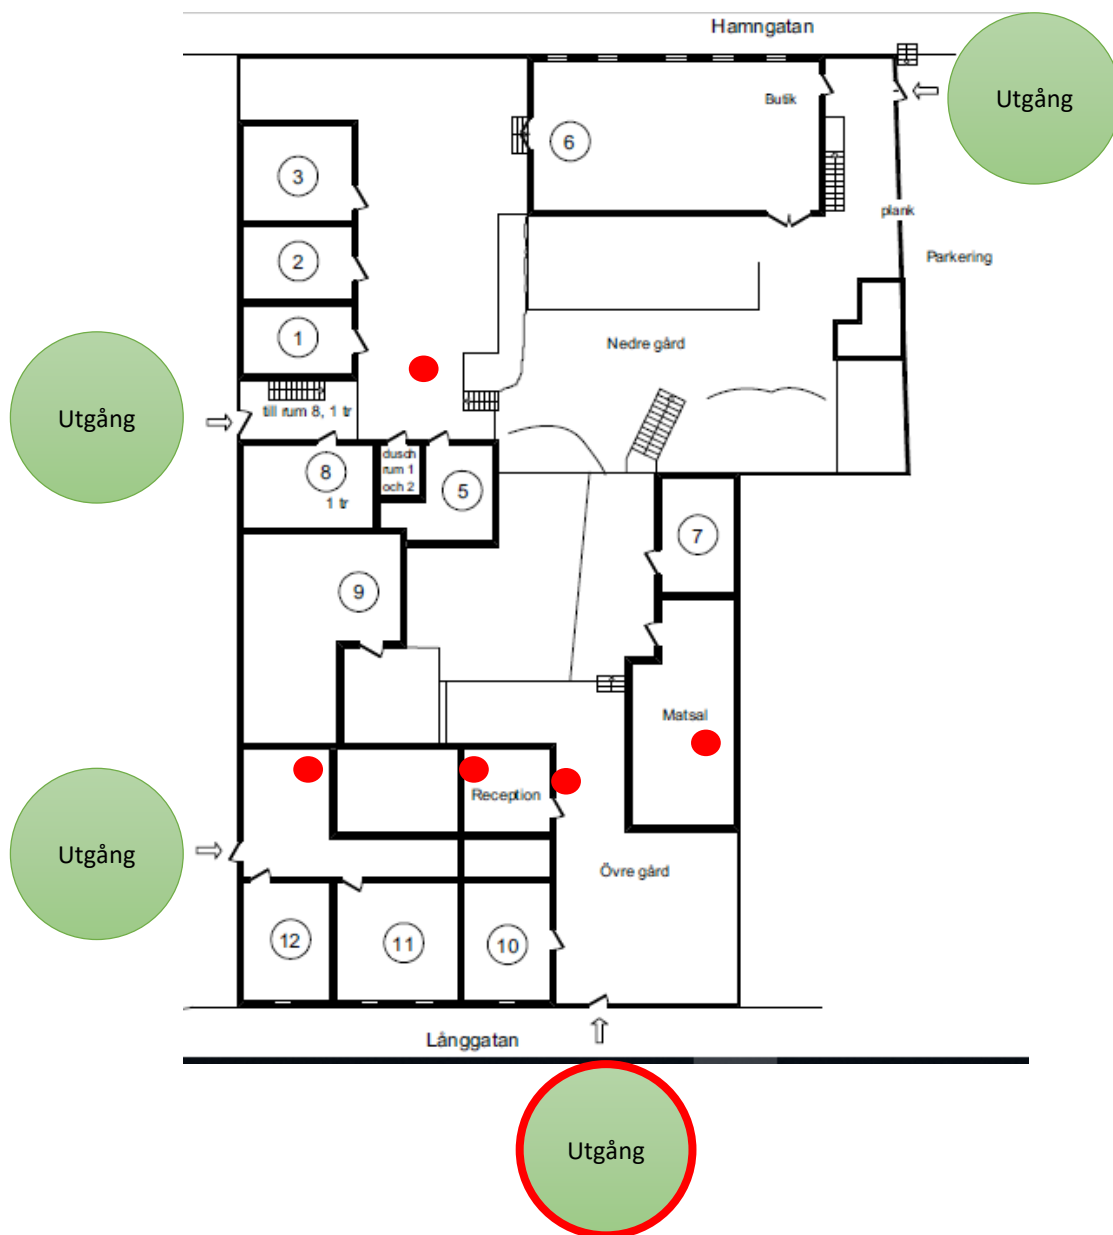 Hamngatan
Utgång
Butik
6
3
plank
2
Parkering
1
Nedre gård
Utgång
till rum 8, 1 tr
8
1 tr
dusch
rum 1
och 2
5
7
9
Matsal
Reception
Utgång
Övre gård
12
11
10
Långgatan
Utgång